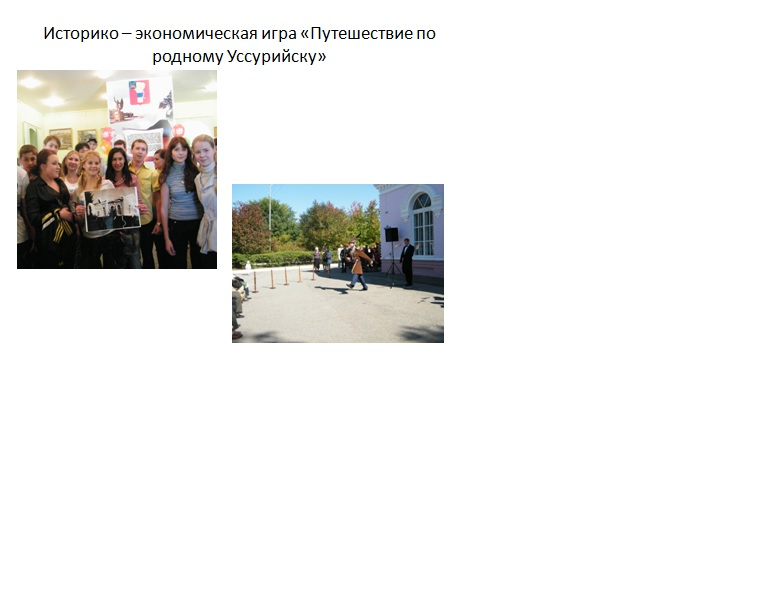 Историко – экономическая игра «Путешествие по
родному Уссурийску»